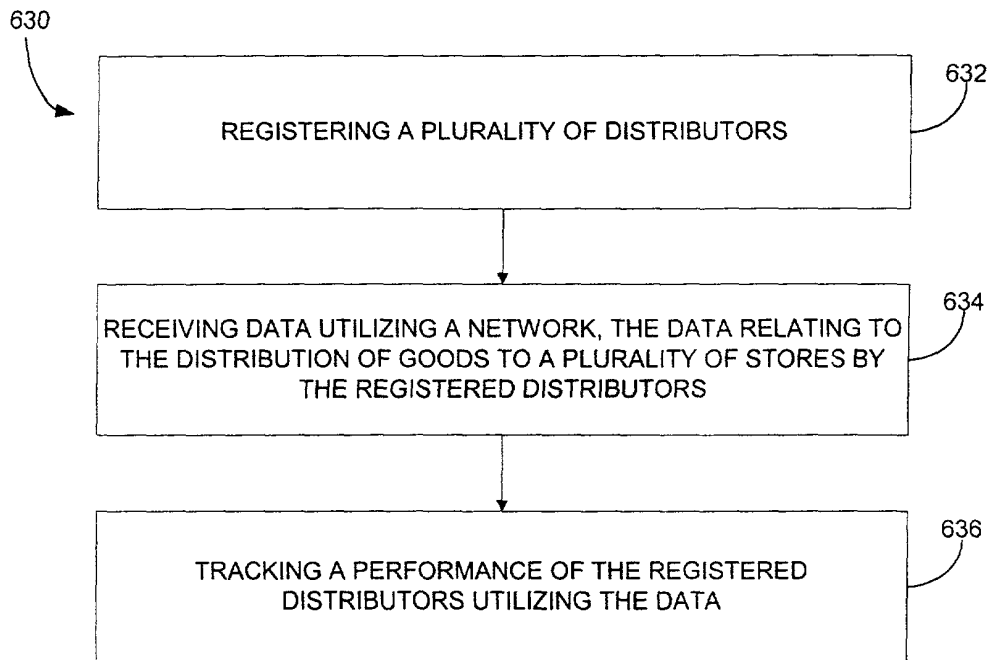 630
632
REGISTERING A PLURALITY OF DISTRIBUTORS
634
RECEIVING DATA UTILIZING A NETWORK, THE DATA RELATING TO
THE DISTRIBUTION OF GOODS TO A PLURALITY OF STORES BY
THE REGISTERED DISTRIBUTORS
636
TRACKING A PERFORMANCE OF THE REGISTERED
DISTRIBUTORS UTILIZING THE DATA